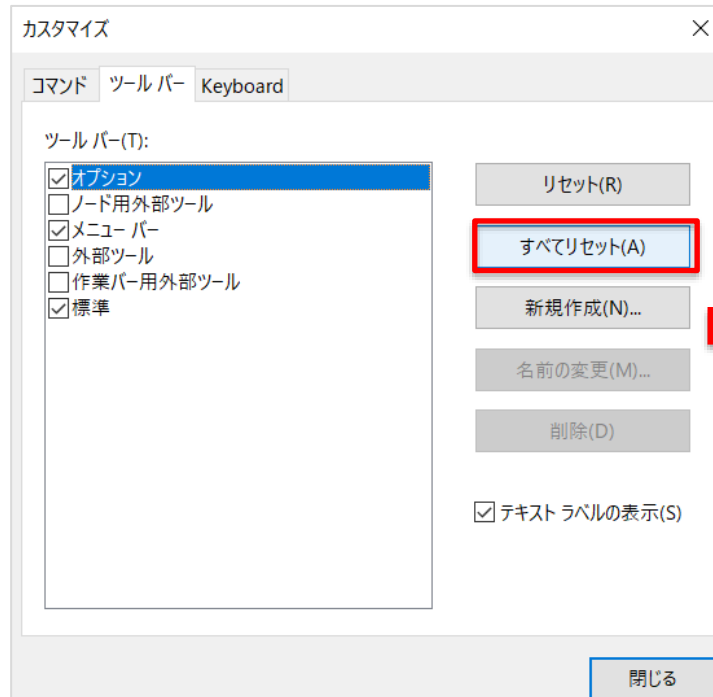 カスタマイズ
コマンド ツール バー Keyboard
ツール バー(T):
オプション
ノード用外部ツール
メニュー バー
外部ツール
作業バー用外部ツール
標準
リセット(R)
すべてリセット(A)
新規作成(N)...
名前の変更(M)...
削除(D)
テキスト ラベルの表示(S)
閉じる